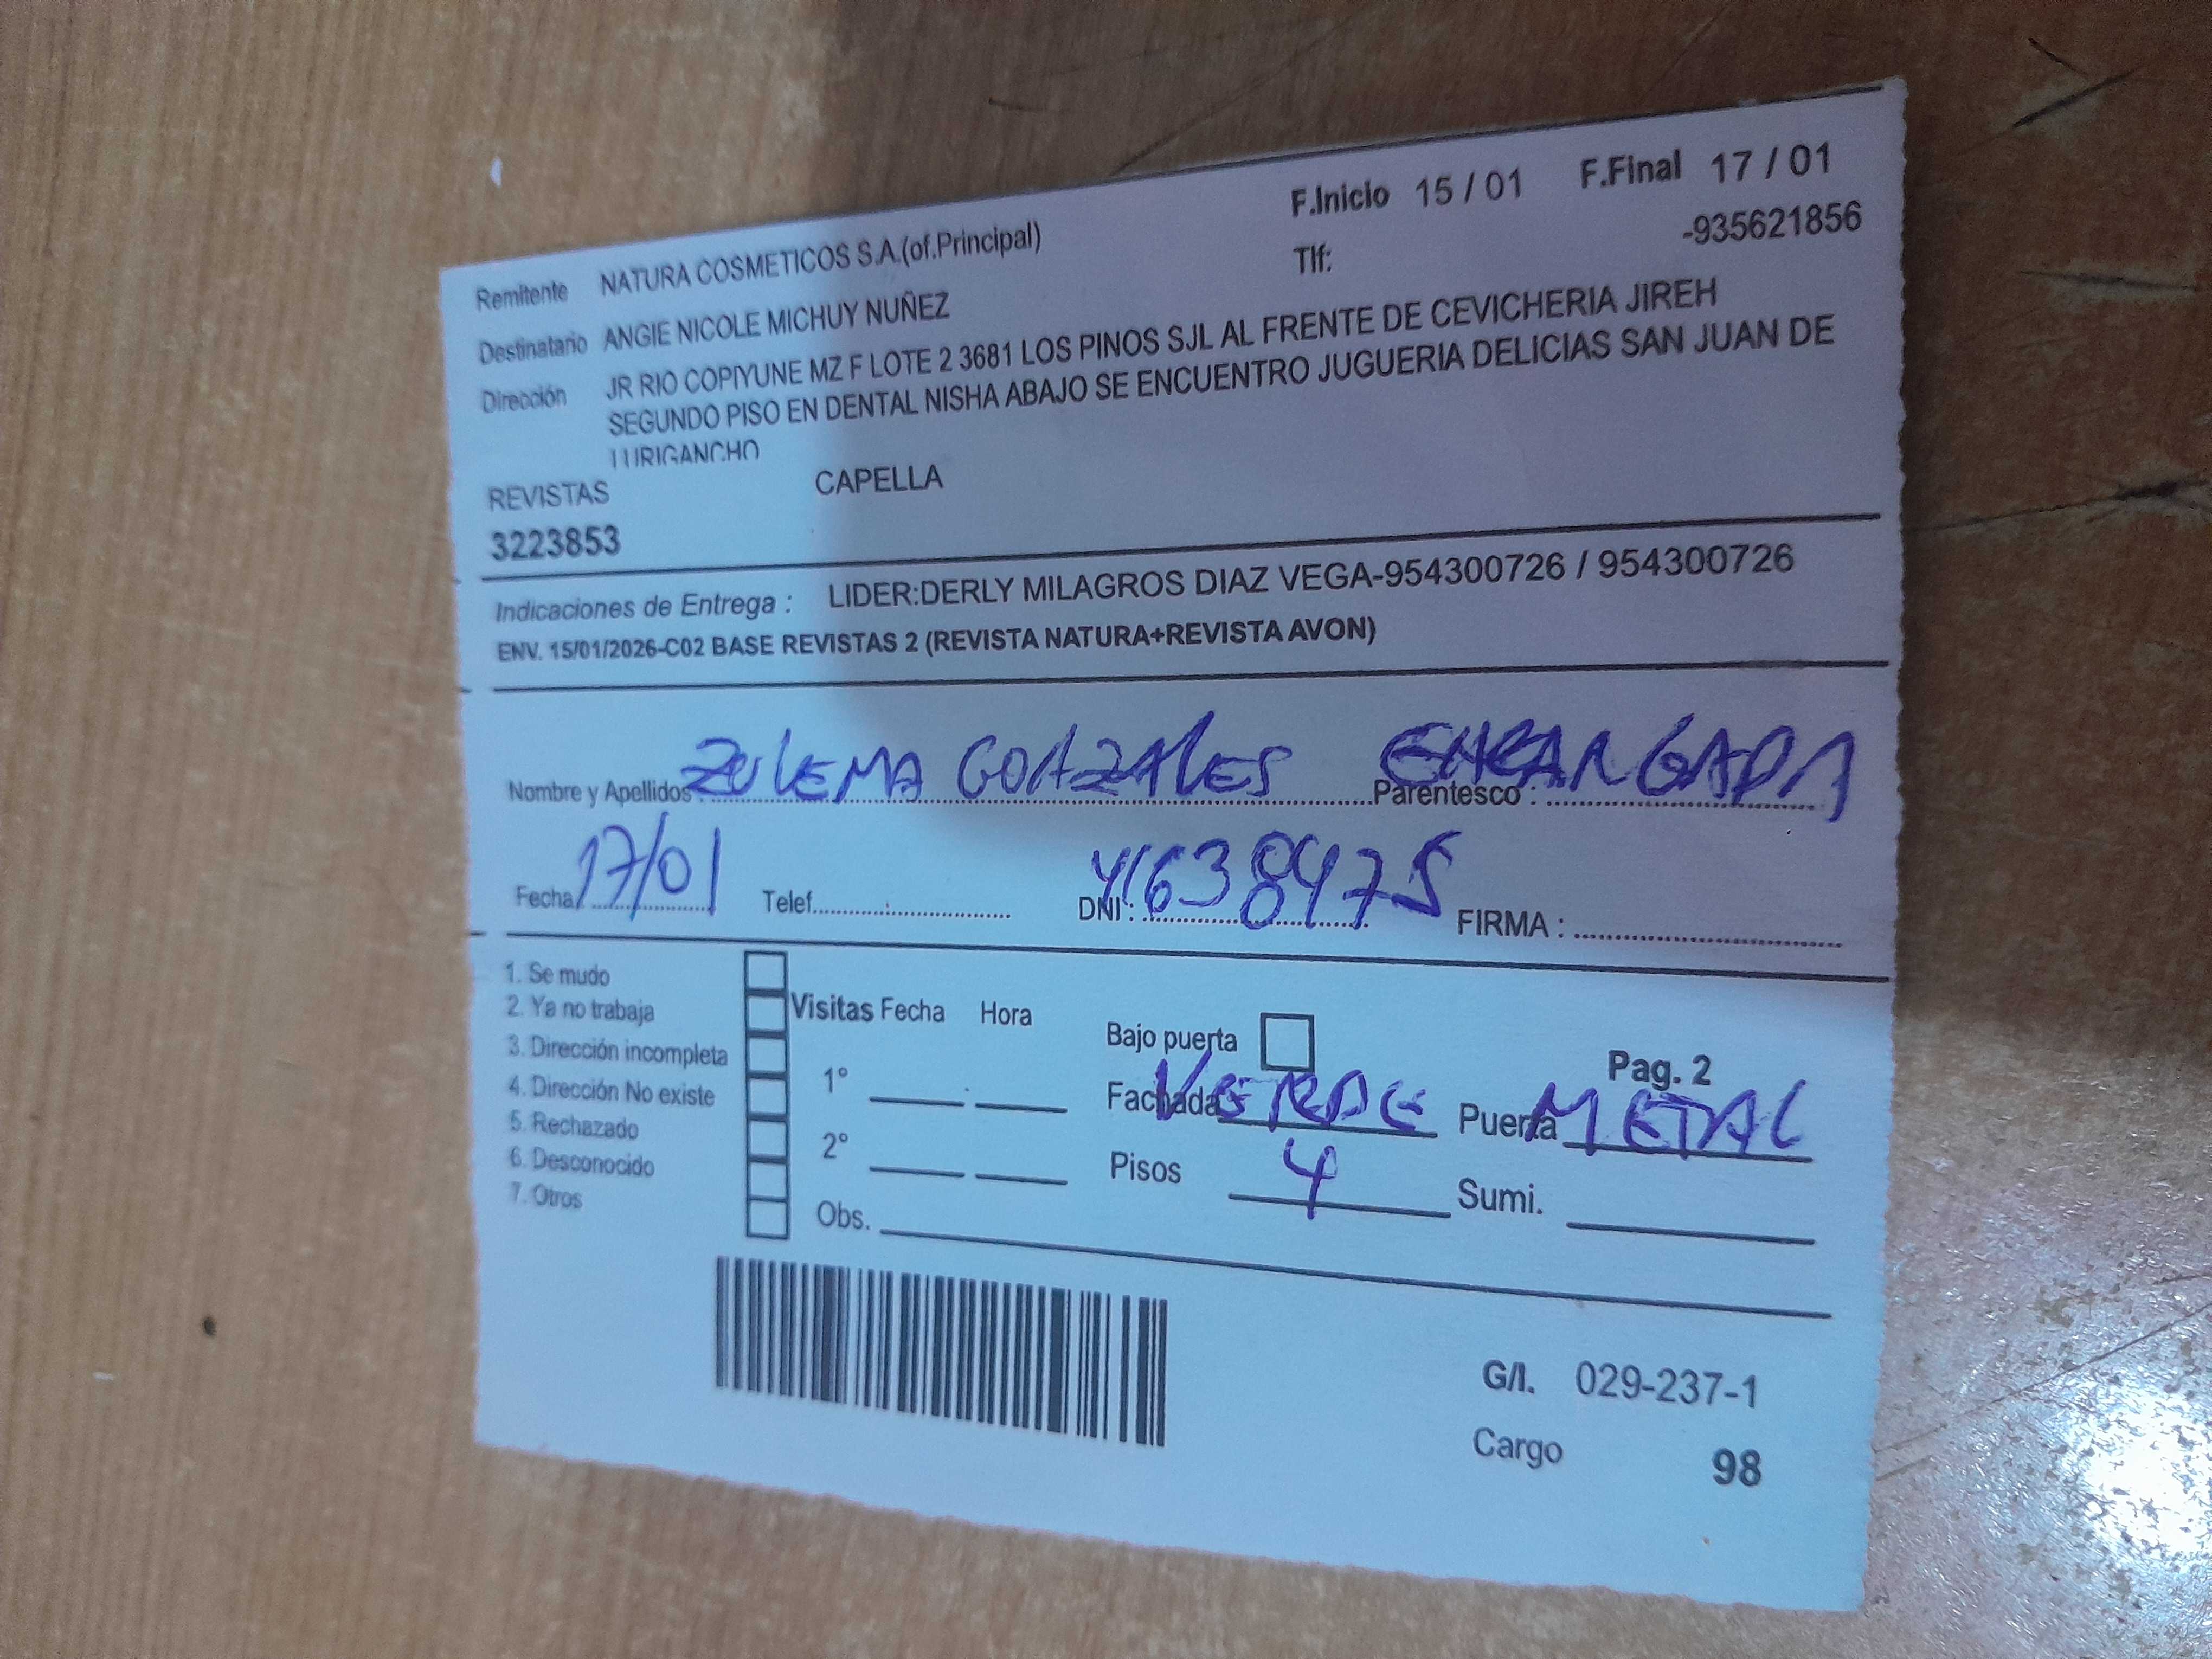 F.Inicio 15 / 01 F.Final 17 / 01
Remitente NATURA COSMETICOS S.A.(of.Principal) Tlf: -935621856
Destinatario ANGIE NICOLE MICHUY NUÑEZ
Dirección JR RIO COPIYUNE MZ F LOTE 2 3681 LOS PINOS SJL AL FRENTE DE CEVICHERIA JIREH
SEGUNDO PISO EN DENTAL NISHA ABAJO SE ENCUENTRO JUGUERIA DELICIAS SAN JUAN DE
LURIGANCHO
REVISTAS CAPELLA
3223853
Indicaciones de Entrega : LIDER:DERLY MILAGROS DIAZ VEGA-954300726 / 954300726
ENV. 15/01/2026-C02 BASE REVISTAS 2 (REVISTA NATURA+REVISTA AVON)
Nombre y Apellidos : ZULEMA GONZALES Parentesco : ENCARGADA
Fecha 17/01 Telef. DNI : 41638475 FIRMA :
1. Se mudo
2. Ya no trabaja Visitas Fecha Hora
3. Dirección incompleta Bajo puerta Pag. 2
4. Dirección No existe 1° Fachada VERDE Puerta METAL
5. Rechazado
6. Desconocido 2° Pisos 4 Sumi.
7. Otros Obs.
G/I. 029-237-1
Cargo 98